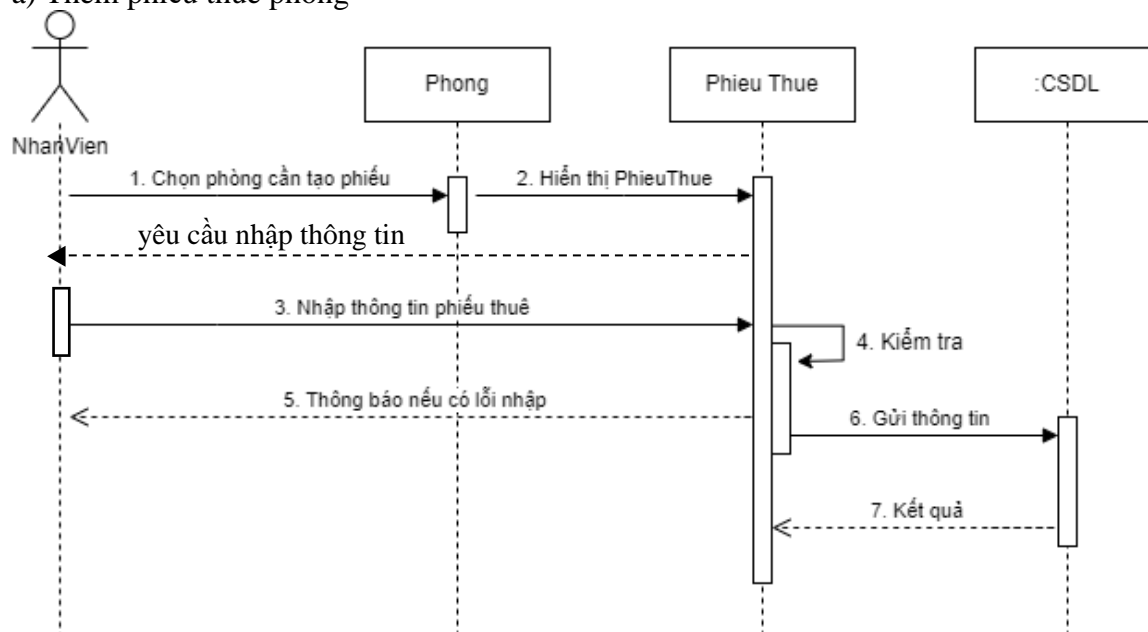 a) Thêm phiếu thuê phòng
Phong
Phieu Thue
:CSDL
NhanVien
1. Chọn phòng cần tạo phiếu
2. Hiển thị PhieuThue
yêu cầu nhập thông tin
3. Nhập thông tin phiếu thuê
4. Kiểm tra
5. Thông báo nếu có lỗi nhập
6. Gửi thông tin
7. Kết quả